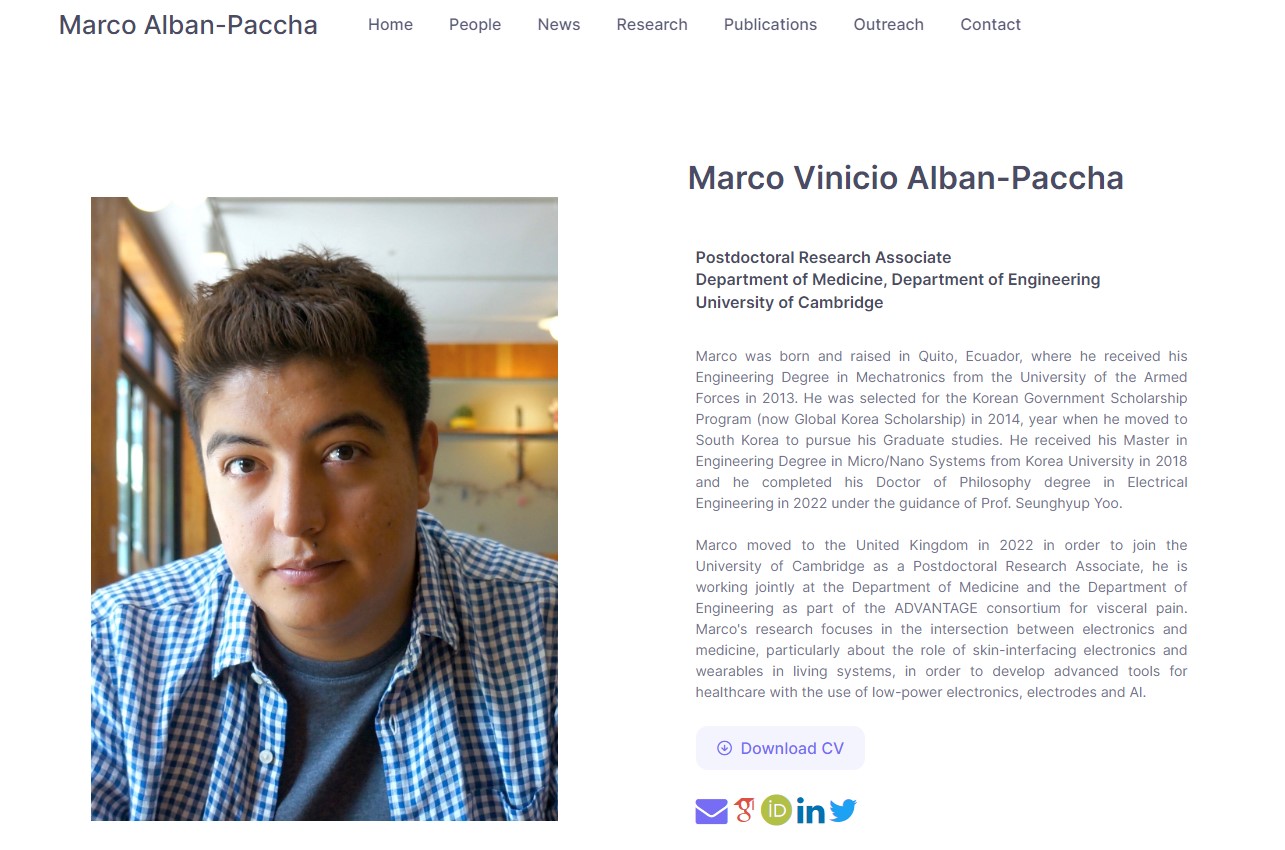 Marco Alban-Paccha
Home People News Research Publications Outreach Contact
Marco Vinicio Alban-Paccha
Postdoctoral Research Associate
Department of Medicine, Department of Engineering
University of Cambridge
Marco was born and raised in Quito, Ecuador, where he received his
Engineering Degree in Mechatronics from the University of the Armed
Forces in 2013. He was selected for the Korean Government Scholarship
Program (now Global Korea Scholarship) in 2014, year when he moved to
South Korea to pursue his Graduate studies. He received his Master in
Engineering Degree in Micro/Nano Systems from Korea University in 2018
and he completed his Doctor of Philosophy degree in Electrical
Engineering in 2022 under the guidance of Prof. Seunghyup Yoo.
Marco moved to the United Kingdom in 2022 in order to join the
University of Cambridge as a Postdoctoral Research Associate, he is
working jointly at the Department of Medicine and the Department of
Engineering as part of the ADVANTAGE consortium for visceral pain.
Marco's research focuses in the intersection between electronics and
medicine, particularly about the role of skin-interfacing electronics and
wearables in living systems, in order to develop advanced tools for
healthcare with the use of low-power electronics, electrodes and AI.
Download CV
g iD in